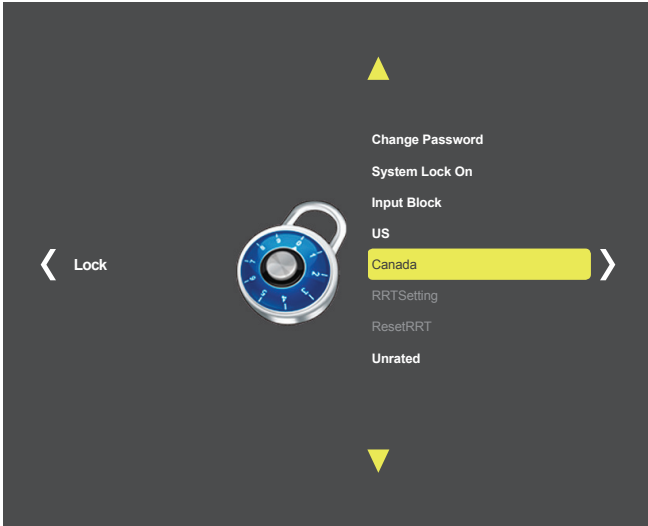 Change Password
System Lock On
Input Block
US
Lock
Canada
RRTSetting
ResetRRT
Unrated